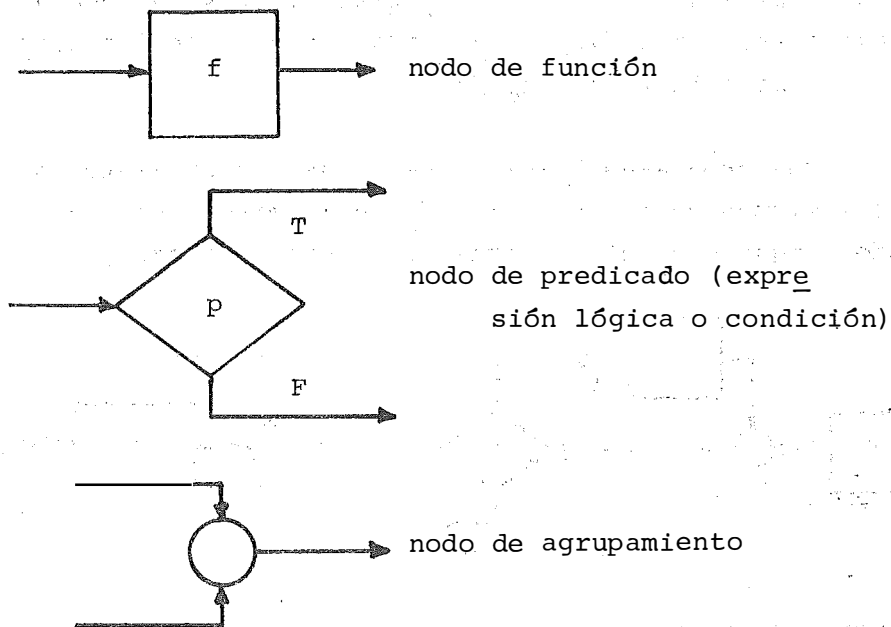 f
nodo de función
T
p
nodo de predicado (expre
sión lógica o condición)
F
nodo de agrupamiento